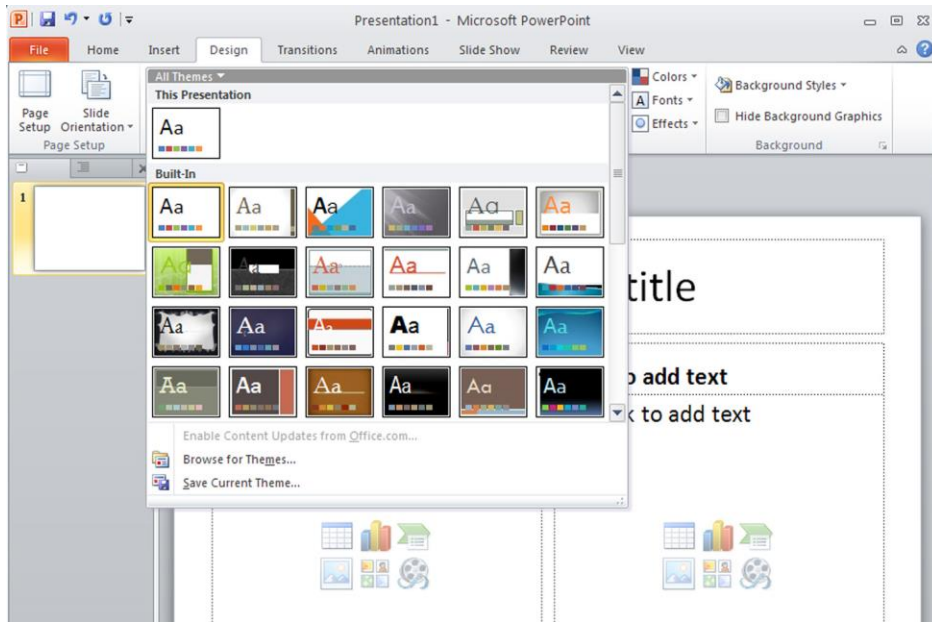 Presentation1 - Microsoft PowerPoint
File Home Insert Design Transitions Animations Slide Show Review View
Page Setup
Slide Orientation
Page Setup
All Themes
This Presentation
Aa
Built-In
Aa Aa Aa Aa Aa Aa
Aa Aa Aa Aa Aa Aa
Aa Aa Aa Aa Aa Aa
Aa Aa Aa Aa Aa Aa
Enable Content Updates from Office.com...
Browse for Themes...
Save Current Theme...
Colors
Fonts
Effects
Background Styles
Hide Background Graphics
Background
1
title
add text
to add text